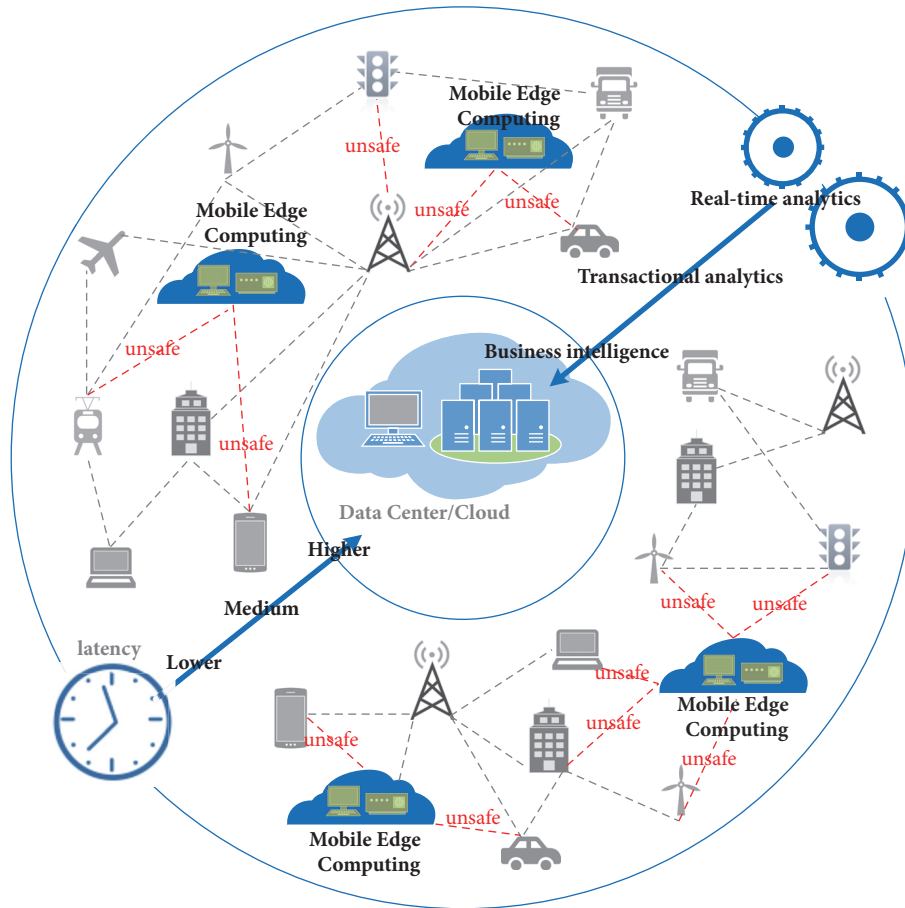 Mobile Edge
Computing
unsafe
unsafe
unsafe
Mobile Edge
Computing
unsafe
unsafe
Real-time analytics
Transactional analytics
Business intelligence
Data Center/Cloud
Higher
Medium
Lower
latency
unsafe
unsafe
unsafe
unsafe
Mobile Edge
Computing
unsafe
unsafe
unsafe
Mobile Edge
Computing